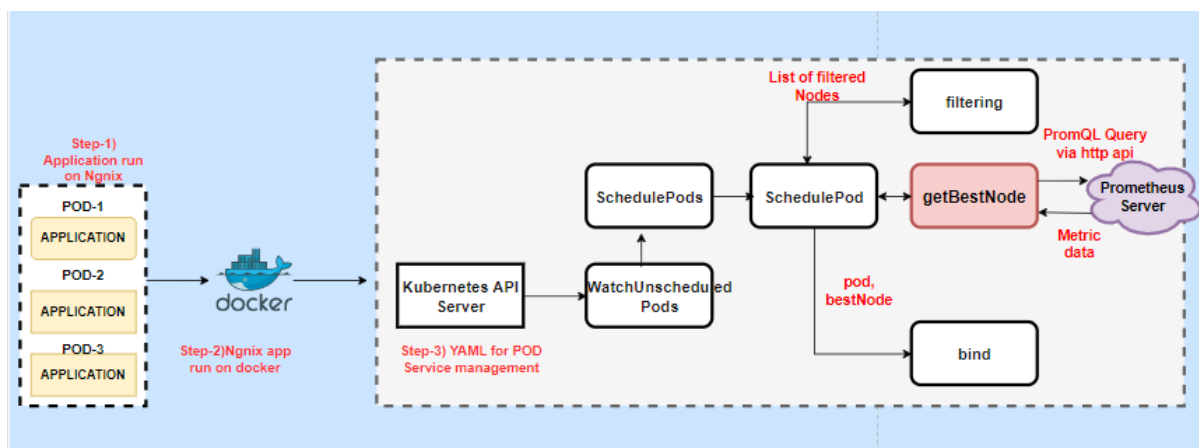 Step-1)
Application run
on Ngnix
POD-1
APPLICATION
POD-2
APPLICATION
POD-3
APPLICATION
docker
Step-2)Ngnix app
run on docker
Kubernetes API
Server
Step-3) YAML for POD
Service management
WatchUnscheduled
Pods
SchedulePods
SchedulePod
List of filtered
Nodes
filtering
getBestNode
PromQL Query
via http api
Prometheus
Server
Metric
data
pod,
bestNode
bind